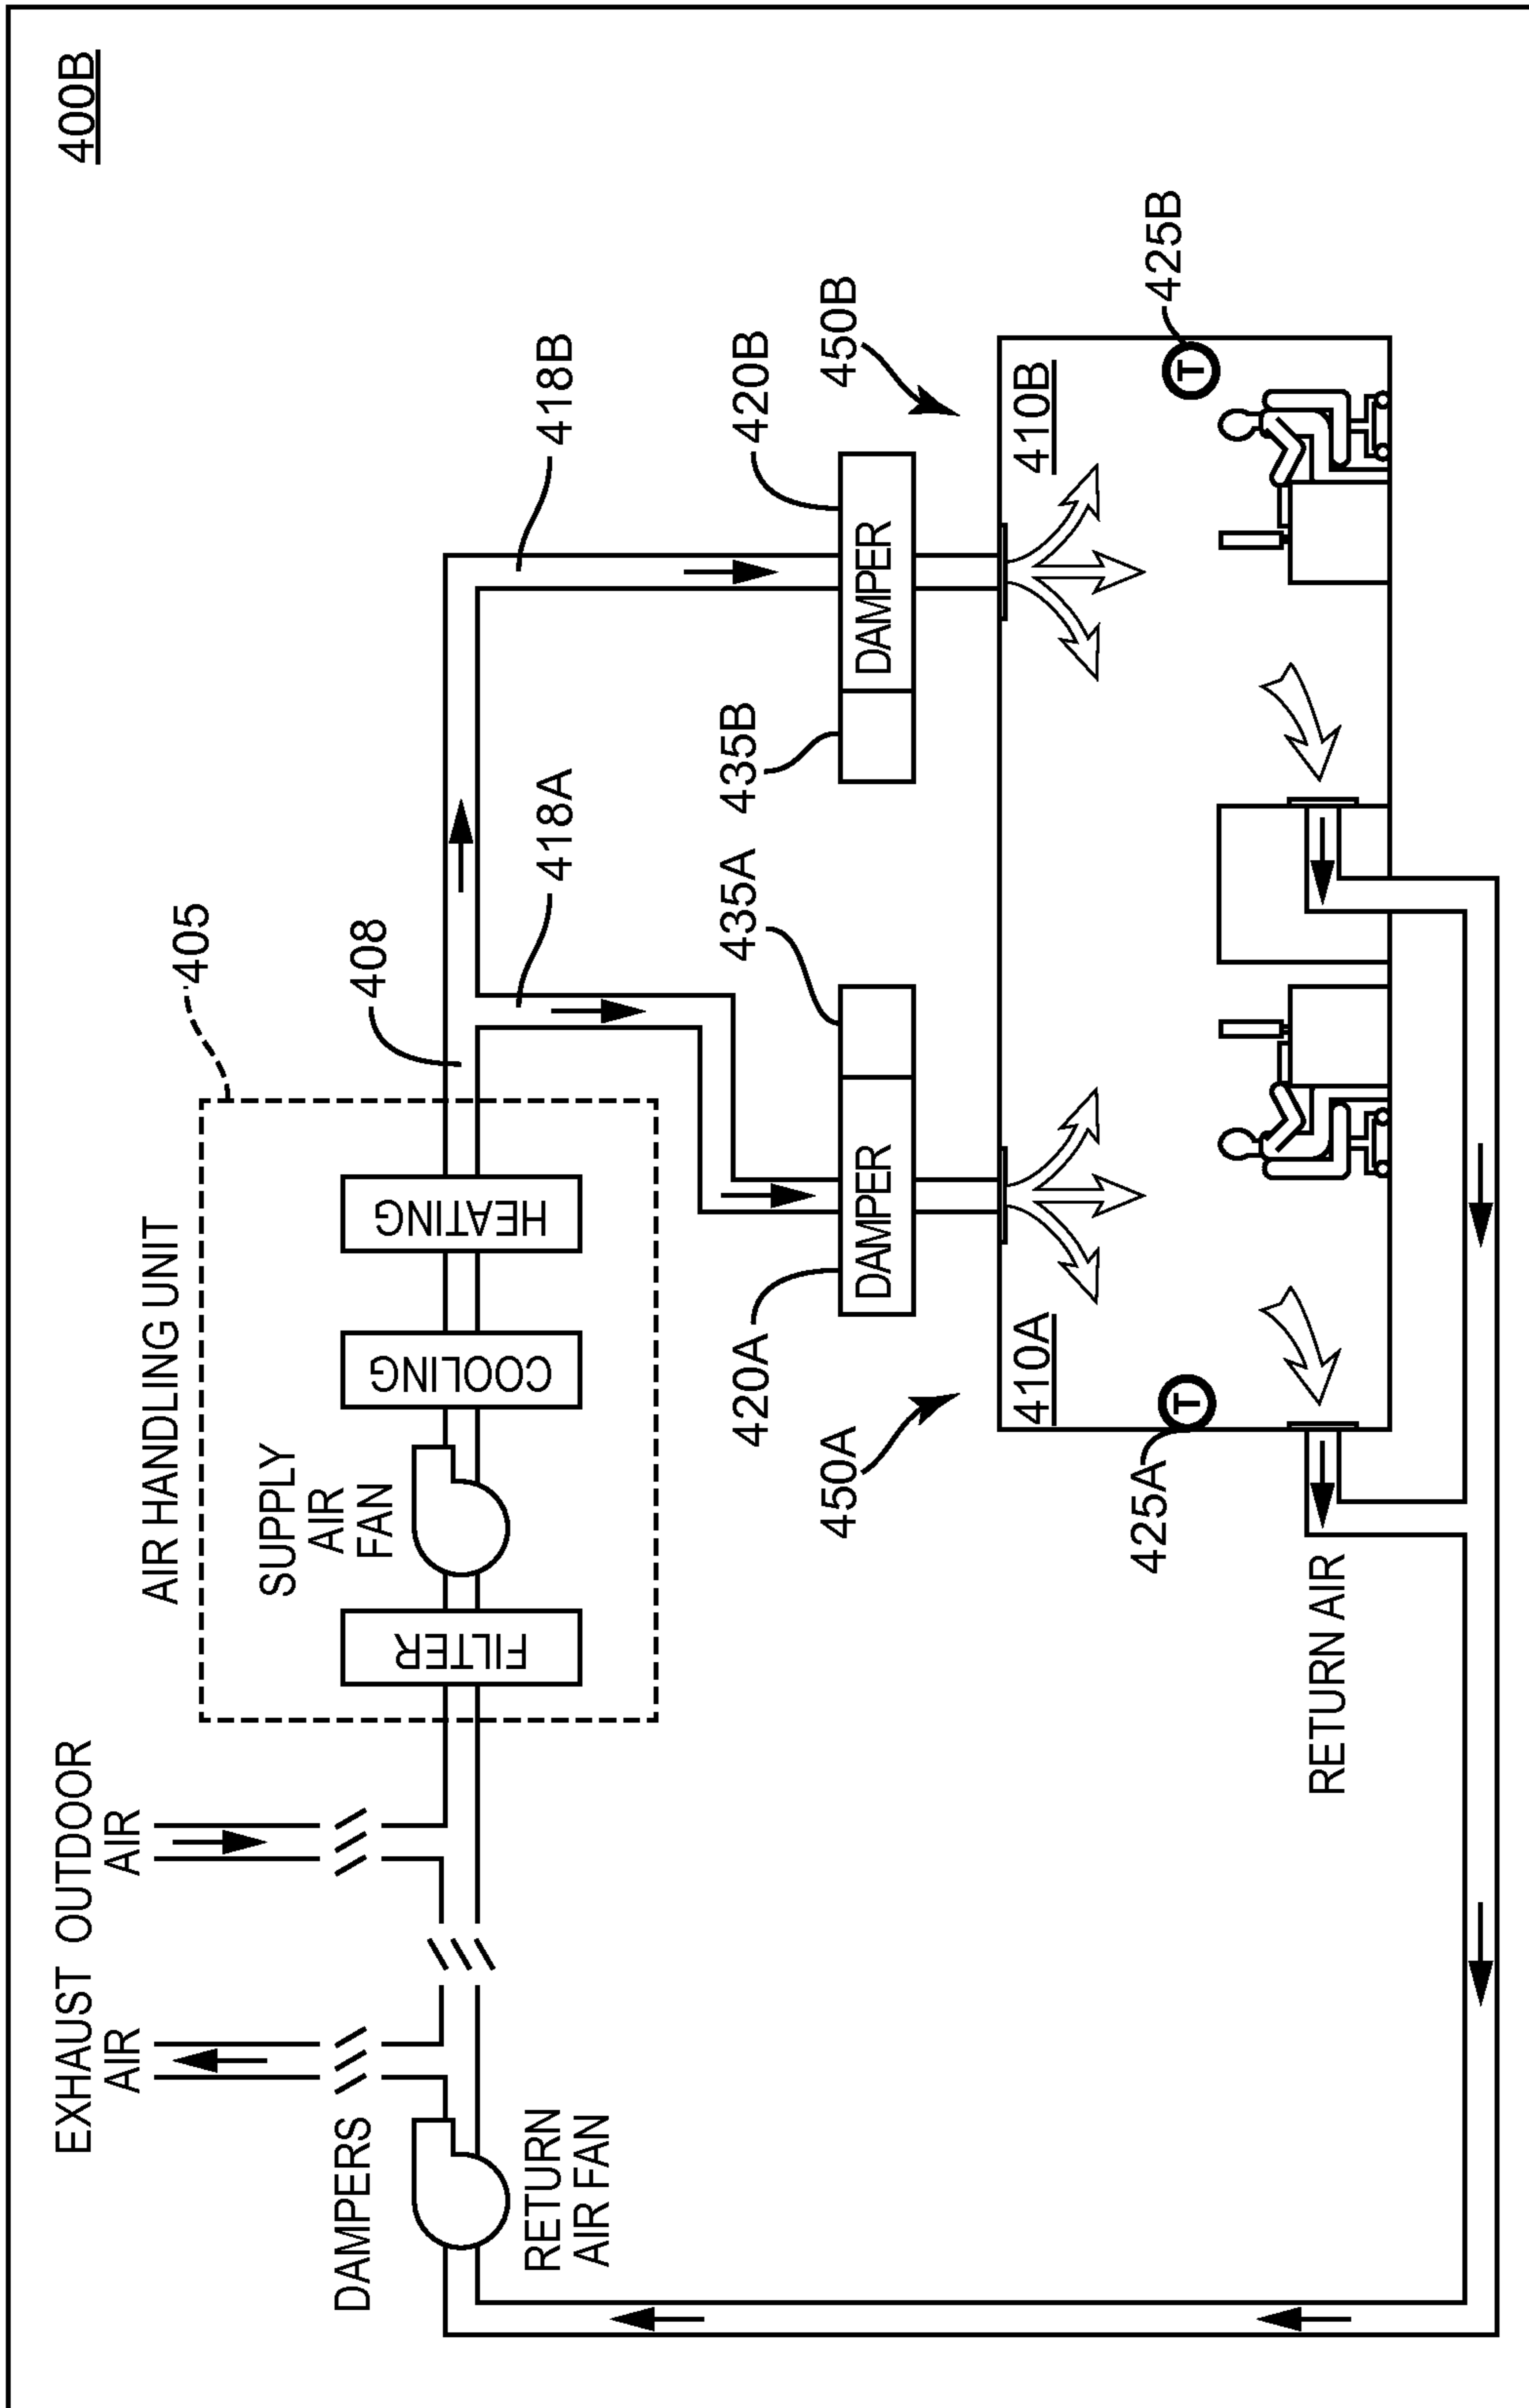 400B
EXHAUST OUTDOOR
AIR AIR
DAMPERS
RETURN
AIR FAN
AIR HANDLING UNIT
405
SUPPLY
AIR
FAN
FILTER
COOLING
HEATING
408
418A
418B
420A
DAMPER
435A
435B
DAMPER
420B
450A
450B
410A
410B
425A
T
T
425B
RETURN AIR